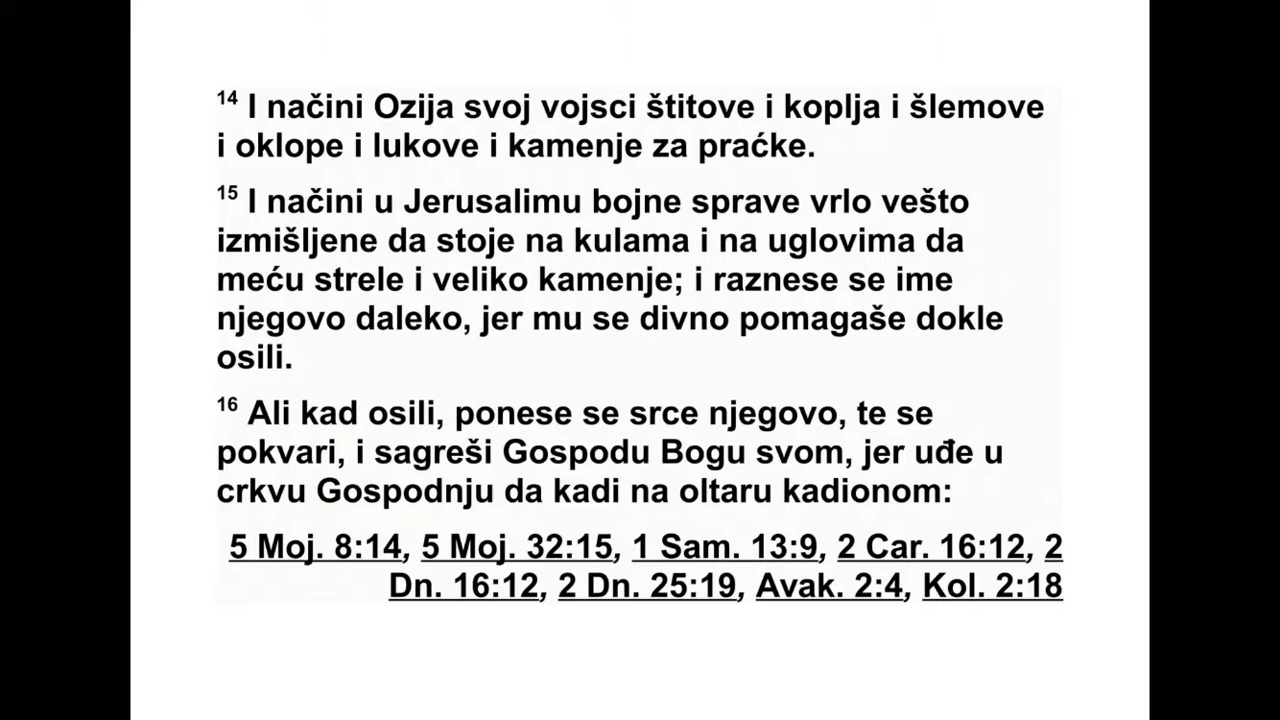 14 I načini Ozija svoj vojsci štitove i koplja i šlemove
i oklope i lukove i kamenje za praćke.
15 I načini u Jerusalimu bojne sprave vrlo vešto
izmišljene da stoje na kulama i na uglovima da
meću strele i veliko kamenje; i raznese se ime
njegovo daleko, jer mu se divno pomagaše dokle
osili.
16 Ali kad osili, ponese se srce njegovo, te se
pokvari, i sagreši Gospodu Bogu svom, jer uđe u
crkvu Gospodnju da kadi na oltaru kadionom:
5 Moj. 8:14, 5 Moj. 32:15, 1 Sam. 13:9, 2 Car. 16:12, 2
Dn. 16:12, 2 Dn. 25:19, Avak. 2:4, Kol. 2:18